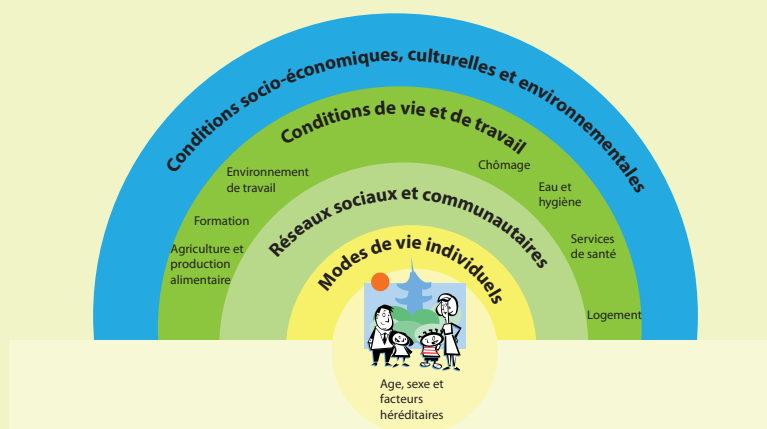 Conditions socio-économiques, culturelles et environnementales
Conditions de vie et de travail
Chômage
Environnement
de travail
Eau et
hygiène
Formation
Réseaux sociaux et communautaires
Services
de santé
Agriculture et
production
alimentaire
Modes de vie individuels
Logement
Age, sexe et
facteurs
héréditaires